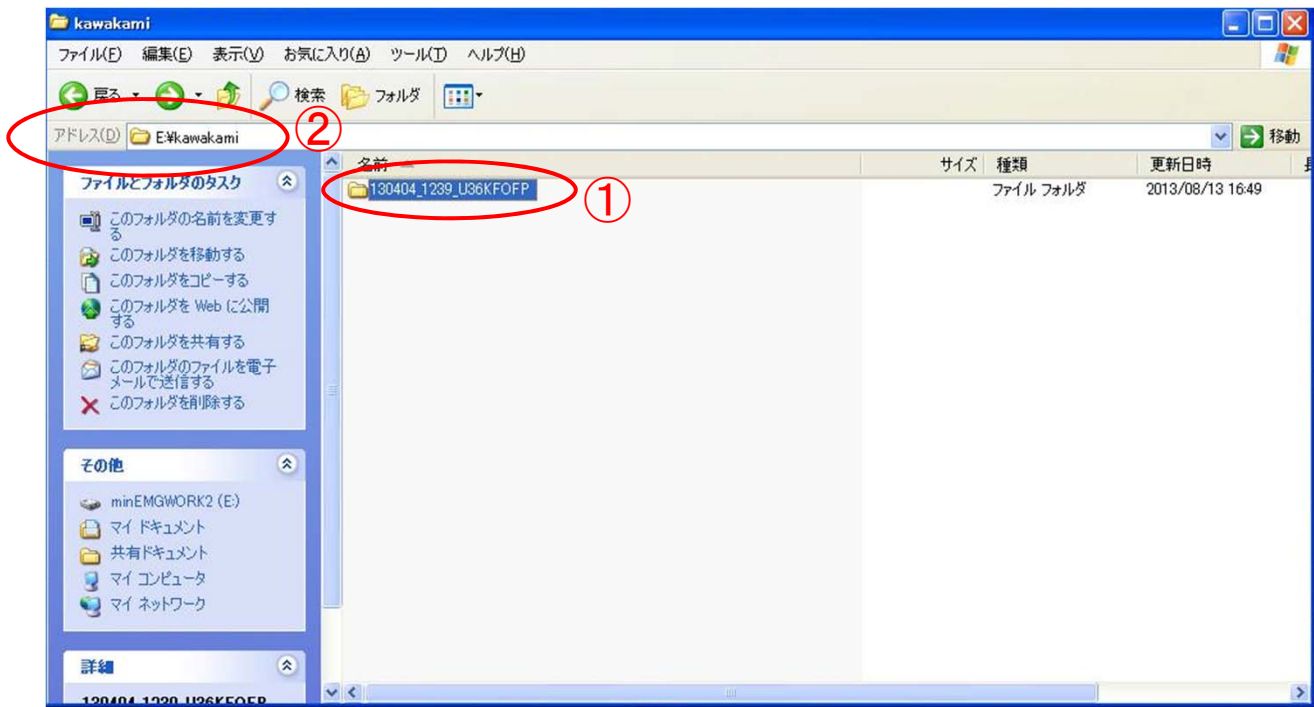 kawakami
ファイル(F) 編集(E) 表示(V) お気に入り(A) ツール(T) ヘルプ(H)
戻る 検索 フォルダ
アドレス(D) E:¥kawakami 移動
②
ファイルとフォルダのタスク
このフォルダの名前を変更す
る
このフォルダを移動する
このフォルダをコピーする
このフォルダを Web に公開
する
このフォルダを共有する
このフォルダのファイルを電子
メールで送信する
このフォルダを削除する
その他
minEMGWORK2 (E:)
マイ ドキュメント
共有ドキュメント
マイ コンピュータ
マイ ネットワーク
詳細
130404_1239_U36KFOFP
名前 サイズ 種類 更新日時
130404_1239_U36KFOFP ファイル フォルダ 2013/08/13 16:49
①